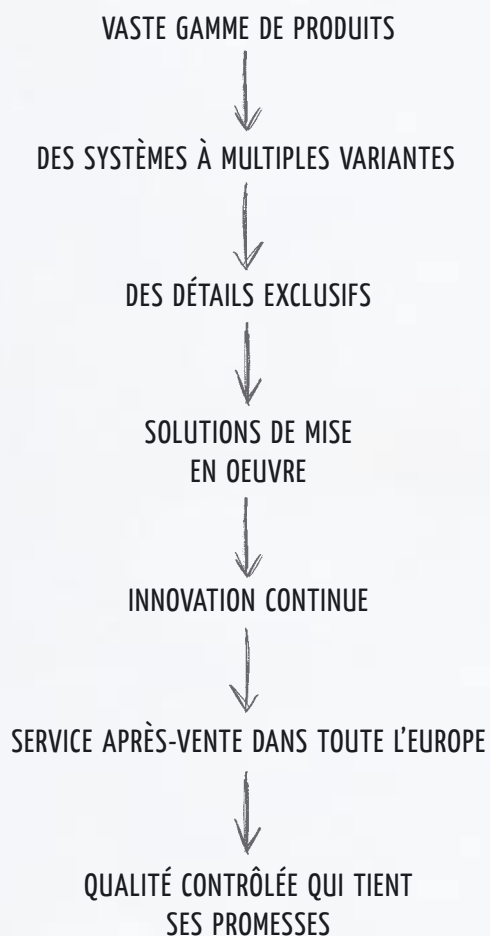 VASTE GAMME DE PRODUITS
DES SYSTÈMES À MULTIPLES VARIANTES
DES DÉTAILS EXCLUSIFS
SOLUTIONS DE MISE
EN OEUVRE
INNOVATION CONTINUE
SERVICE APRÈS-VENTE DANS TOUTE L'EUROPE
QUALITÉ CONTRÔLÉE QUI TIENT
SES PROMESSES